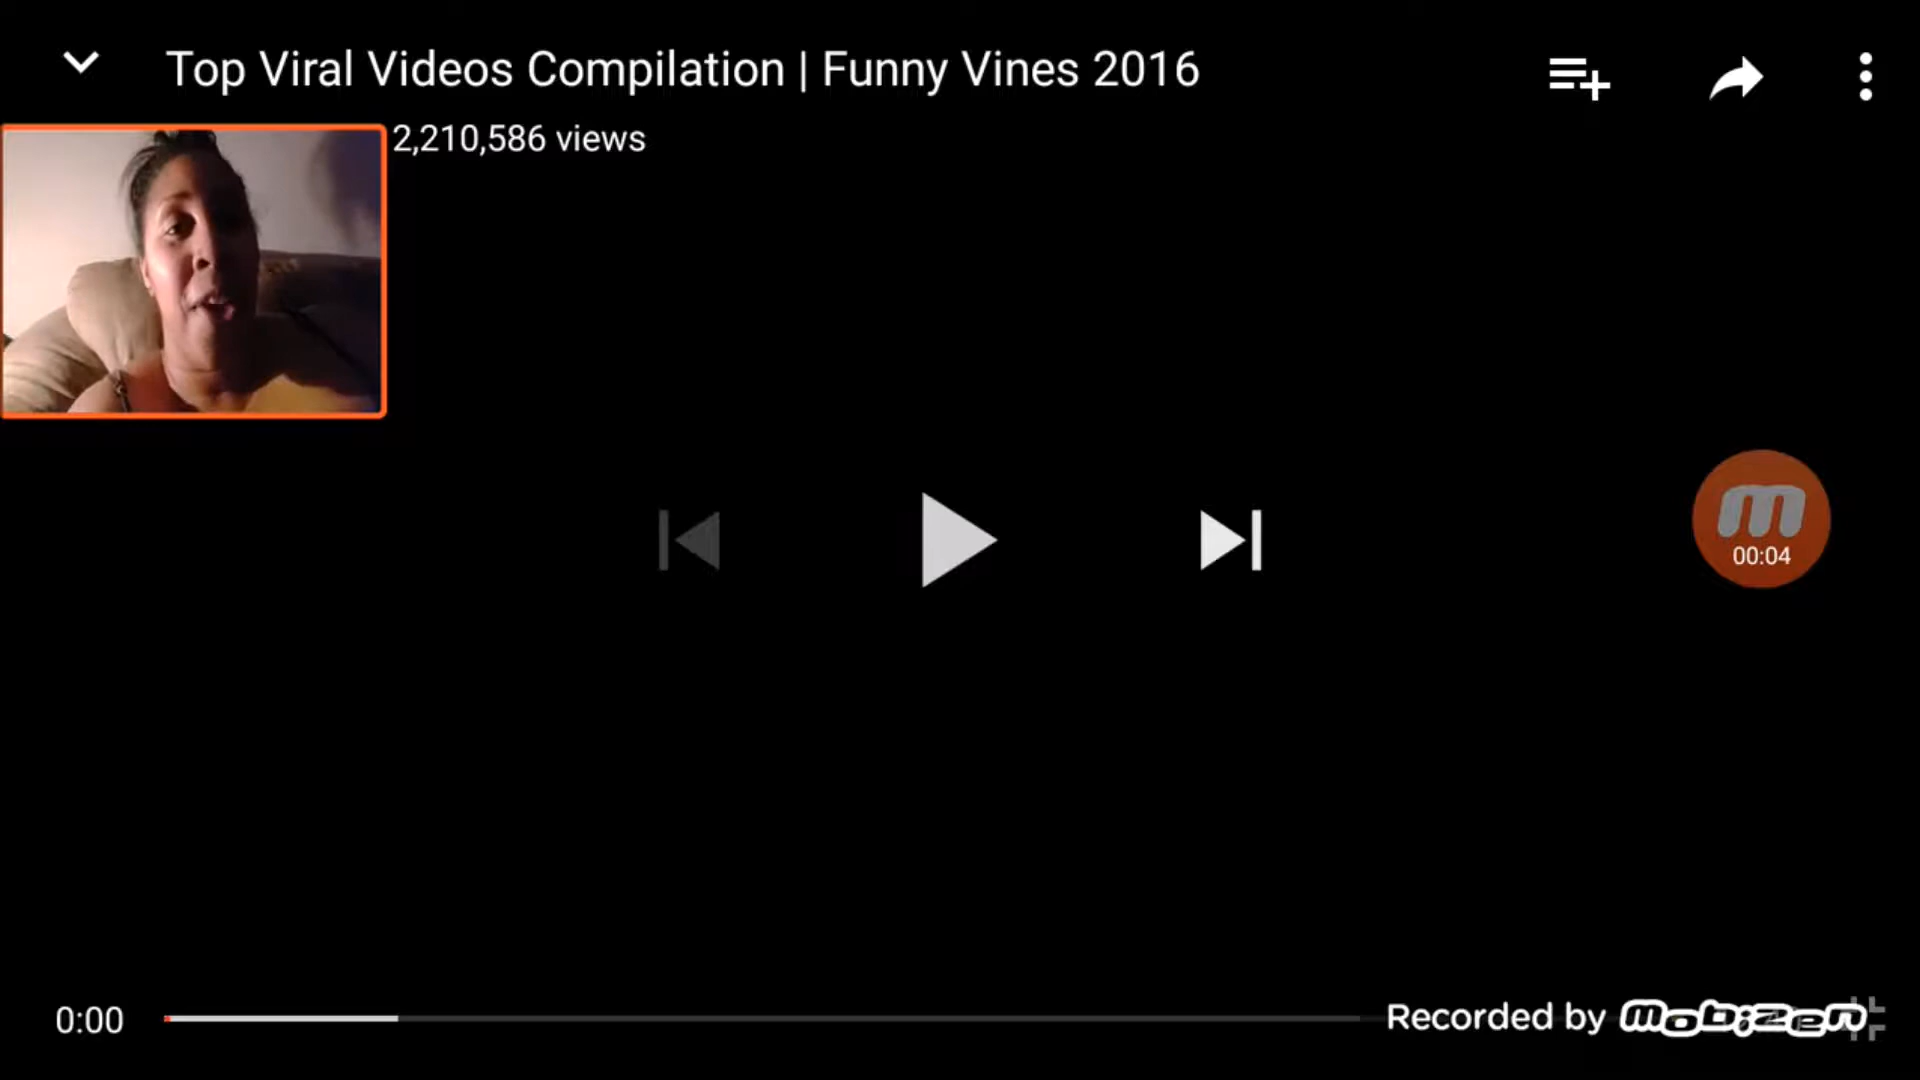 Top Viral Videos Compilation | Funny Vines 2016
2,210,586 views
00:04
0:00
Recorded by mobizen